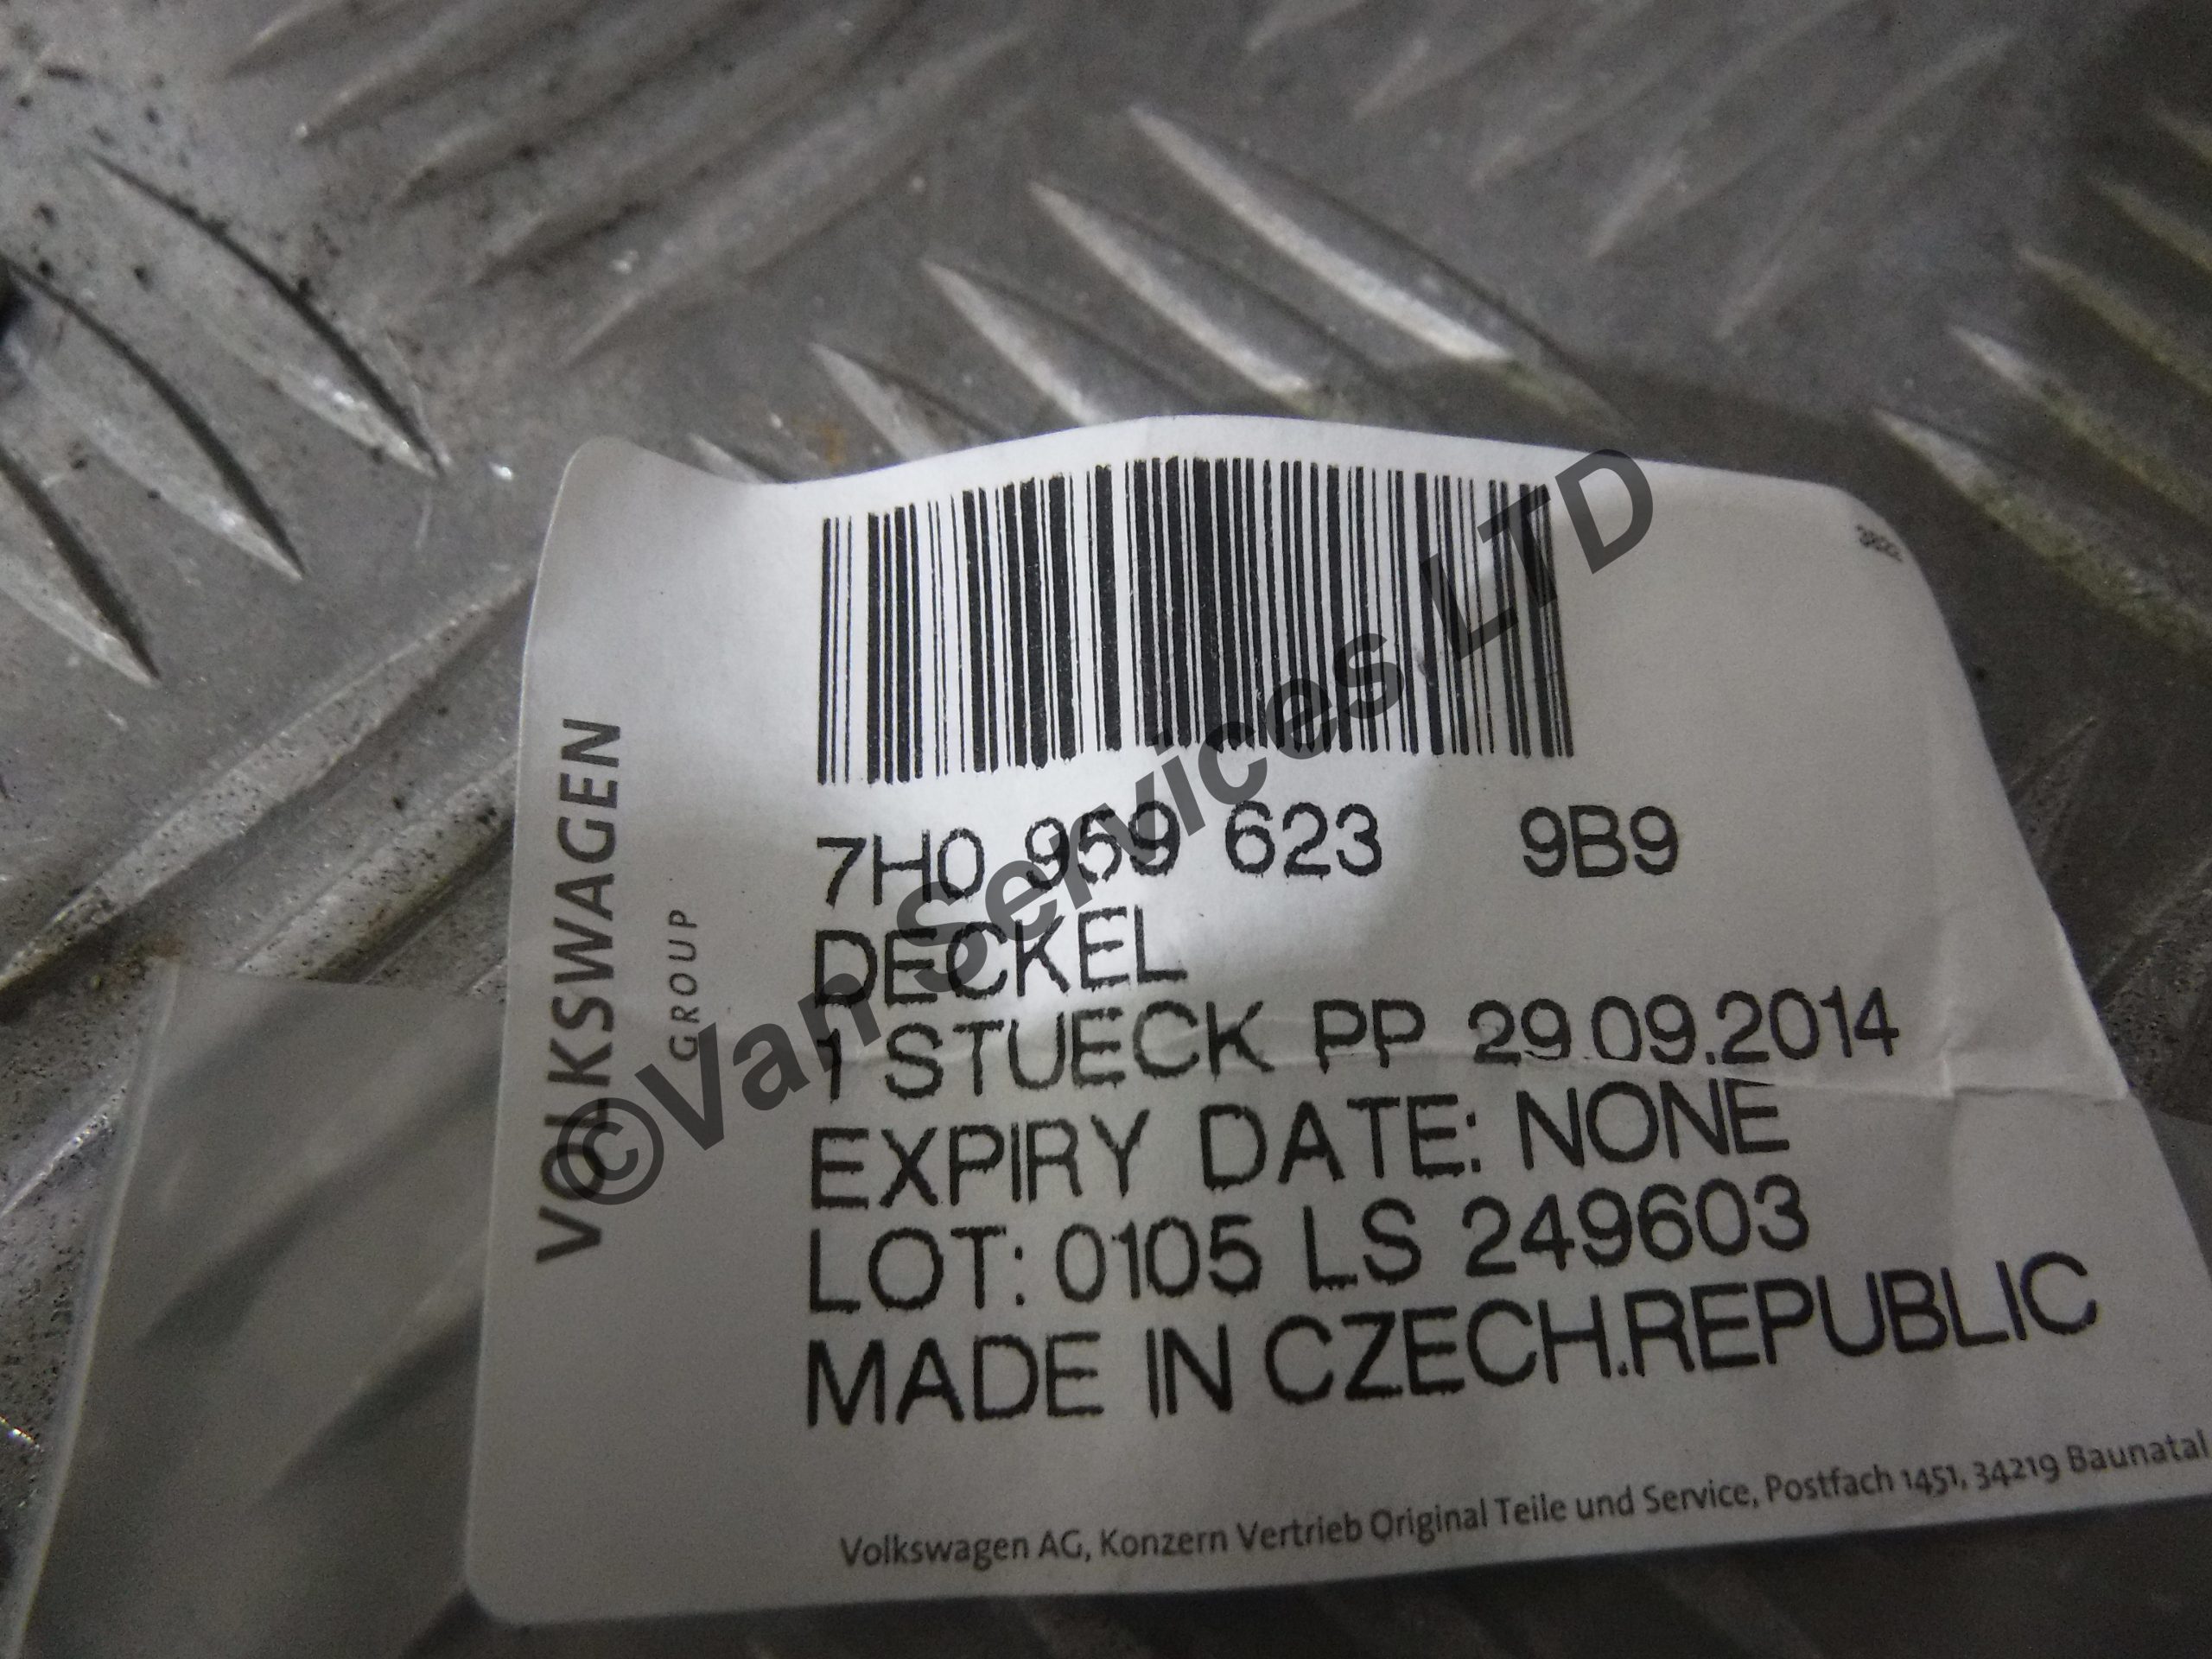 7H0 959 623 9B9
DECKEL
1 STUECK PP 29.09.2014
EXPIRY DATE: NONE
LOT: 0105 LS 249603
MADE IN CZECH.REPUBLIC
Volkswagen AG, Konzern Vertrieb Original Teile und Service, Postfach 1451, 34219 Baunatal
VOLKSWAGEN
GROUP
©Van Services LTD